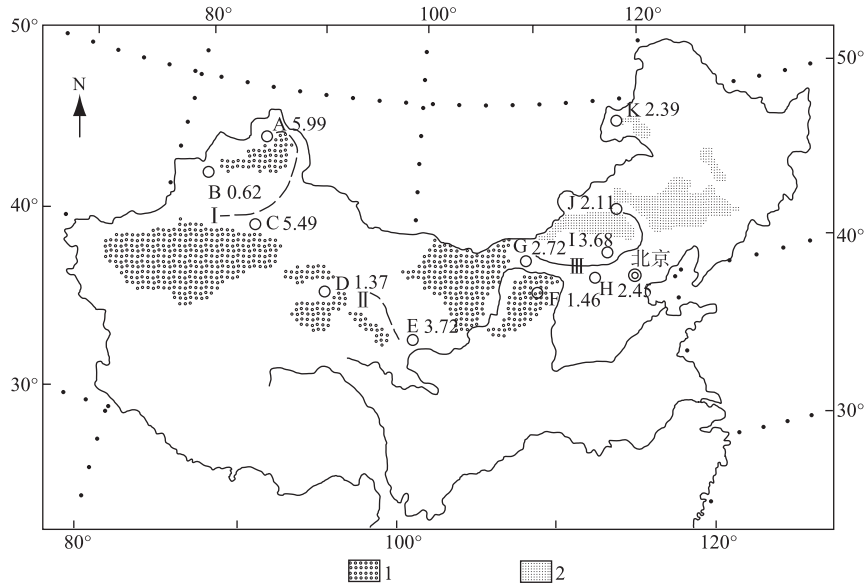 80°
100°
120°
50°
50°
N
K 2.39
A 5.99
B 0.62
J 2.11
40°
I
C 5.49
G 2.72
I 3.68
40°
III
北京
D 1.37
H 2.45
II
F 1.46
E 3.72
30°
30°
80°
100°
120°
1
2